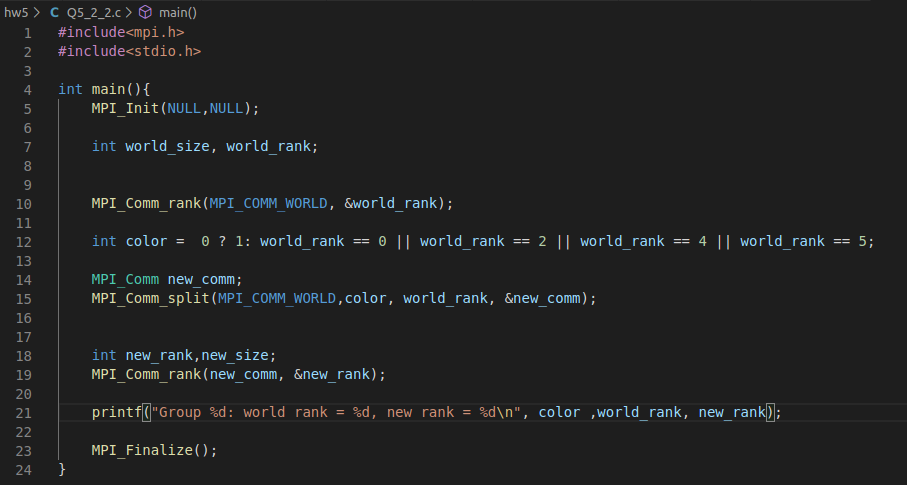 hw5 > C Q5_2_2.c > main()
1 #include<mpi.h>
2 #include<stdio.h>
3
4 int main(){
5 MPI_Init(NULL,NULL);
6
7 int world_size, world_rank;
8
9
10 MPI_Comm_rank(MPI_COMM_WORLD, &world_rank);
11
12 int color =  0 ? 1: world_rank == 0 || world_rank == 2 || world_rank == 4 || world_rank == 5;
13
14 MPI_Comm new_comm;
15 MPI_Comm_split(MPI_COMM_WORLD,color, world_rank, &new_comm);
16
17
18 int new_rank,new_size;
19 MPI_Comm_rank(new_comm, &new_rank);
20
21 printf("Group %d: world rank = %d, new rank = %d\n", color ,world_rank, new_rank);
22
23 MPI_Finalize();
24 }